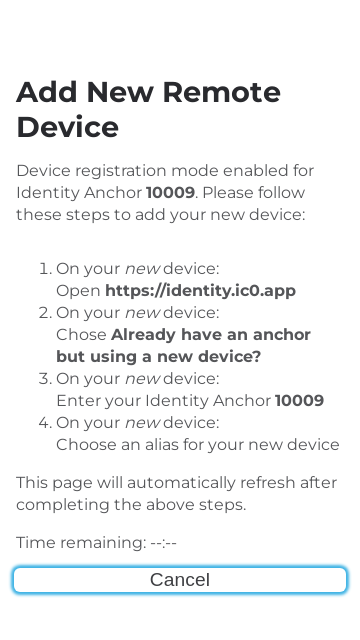 Add New Remote
Device
Device registration mode enabled for
Identity Anchor 10009. Please follow
these steps to add your new device:
1. On your new device:
Open https://identity.ic0.app
2. On your new device:
Chose Already have an anchor
but using a new device?
3. On your new device:
Enter your Identity Anchor 10009
4. On your new device:
Choose an alias for your new device
This page will automatically refresh after
completing the above steps.
Time remaining: --:--
Cancel